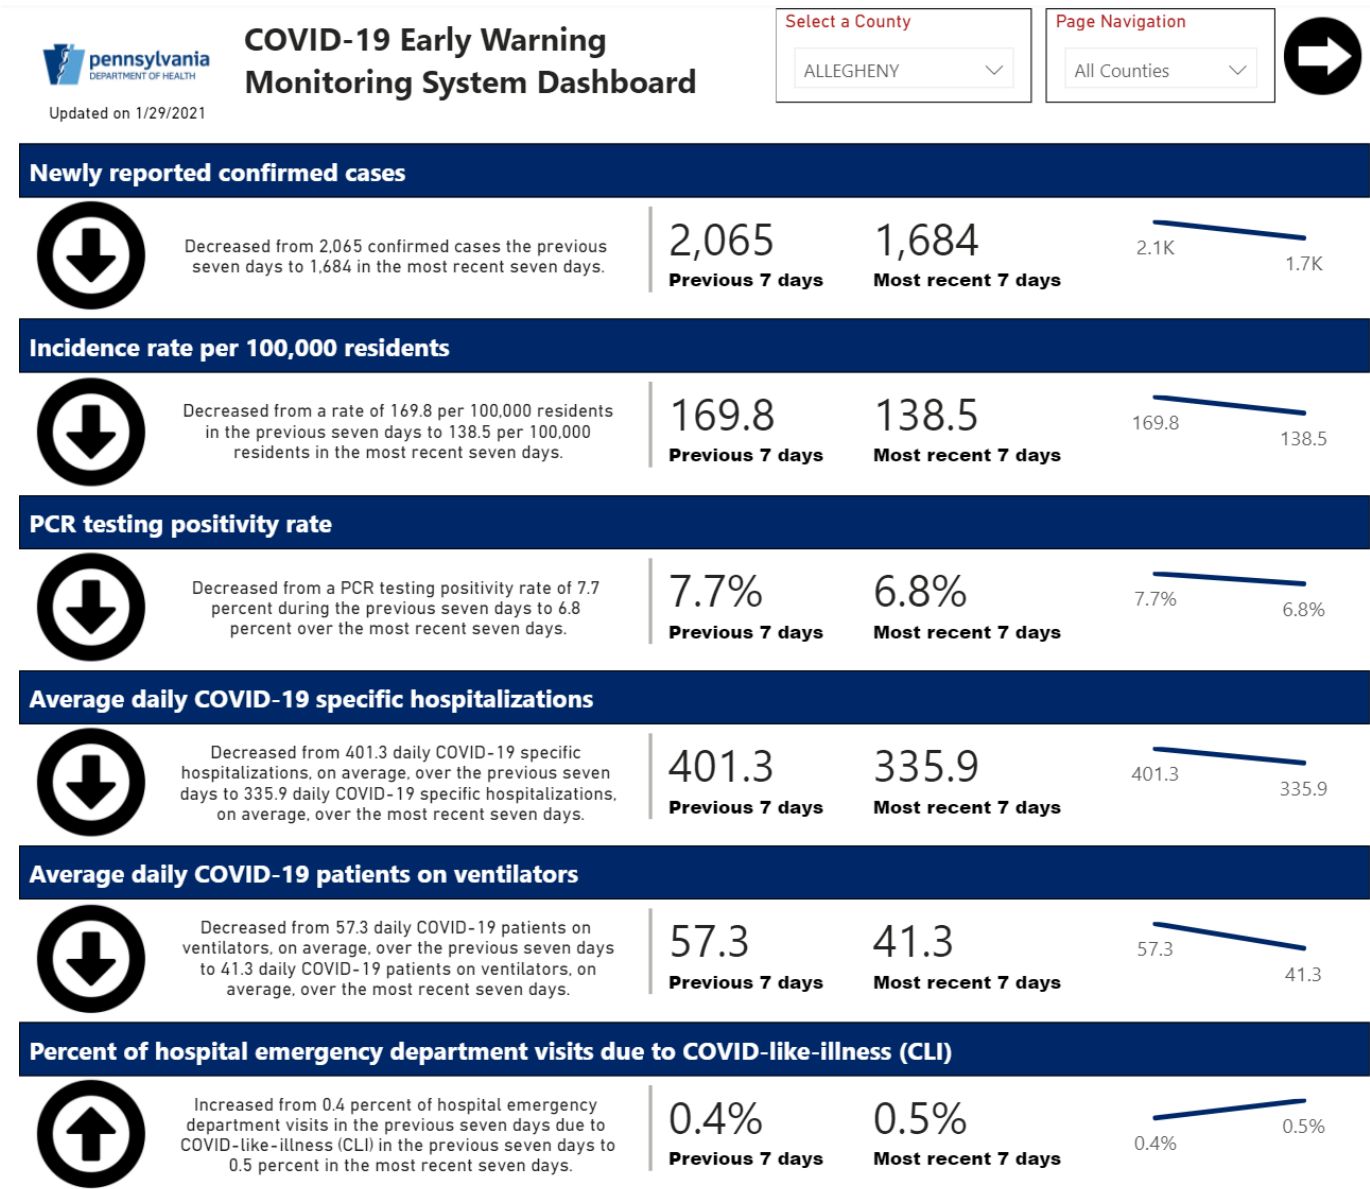 pennsylvania
DEPARTMENT OF HEALTH
Updated on 1/29/2021
COVID-19 Early Warning
Monitoring System Dashboard
Select a County
ALLEGHENY
Page Navigation
All Counties
Newly reported confirmed cases
Decreased from 2,065 confirmed cases the previous
seven days to 1,684 in the most recent seven days.
2,065
Previous 7 days
1,684
Most recent 7 days
2.1K
1.7K
Incidence rate per 100,000 residents
Decreased from a rate of 169.8 per 100,000 residents
in the previous seven days to 138.5 per 100,000
residents in the most recent seven days.
169.8
Previous 7 days
138.5
Most recent 7 days
169.8
138.5
PCR testing positivity rate
Decreased from a PCR testing positivity rate of 7.7
percent during the previous seven days to 6.8
percent over the most recent seven days.
7.7%
Previous 7 days
6.8%
Most recent 7 days
7.7%
6.8%
Average daily COVID-19 specific hospitalizations
Decreased from 401.3 daily COVID-19 specific
hospitalizations, on average, over the previous seven
days to 335.9 daily COVID-19 specific hospitalizations,
on average, over the most recent seven days.
401.3
Previous 7 days
335.9
Most recent 7 days
401.3
335.9
Average daily COVID-19 patients on ventilators
Decreased from 57.3 daily COVID-19 patients on
ventilators, on average, over the previous seven days
to 41.3 daily COVID-19 patients on ventilators, on
average, over the most recent seven days.
57.3
Previous 7 days
41.3
Most recent 7 days
57.3
41.3
Percent of hospital emergency department visits due to COVID-like-illness (CLI)
Increased from 0.4 percent of hospital emergency
department visits in the previous seven days due to
COVID-like-illness (CLI) in the previous seven days to
0.5 percent in the most recent seven days.
0.4%
Previous 7 days
0.5%
Most recent 7 days
0.4%
0.5%